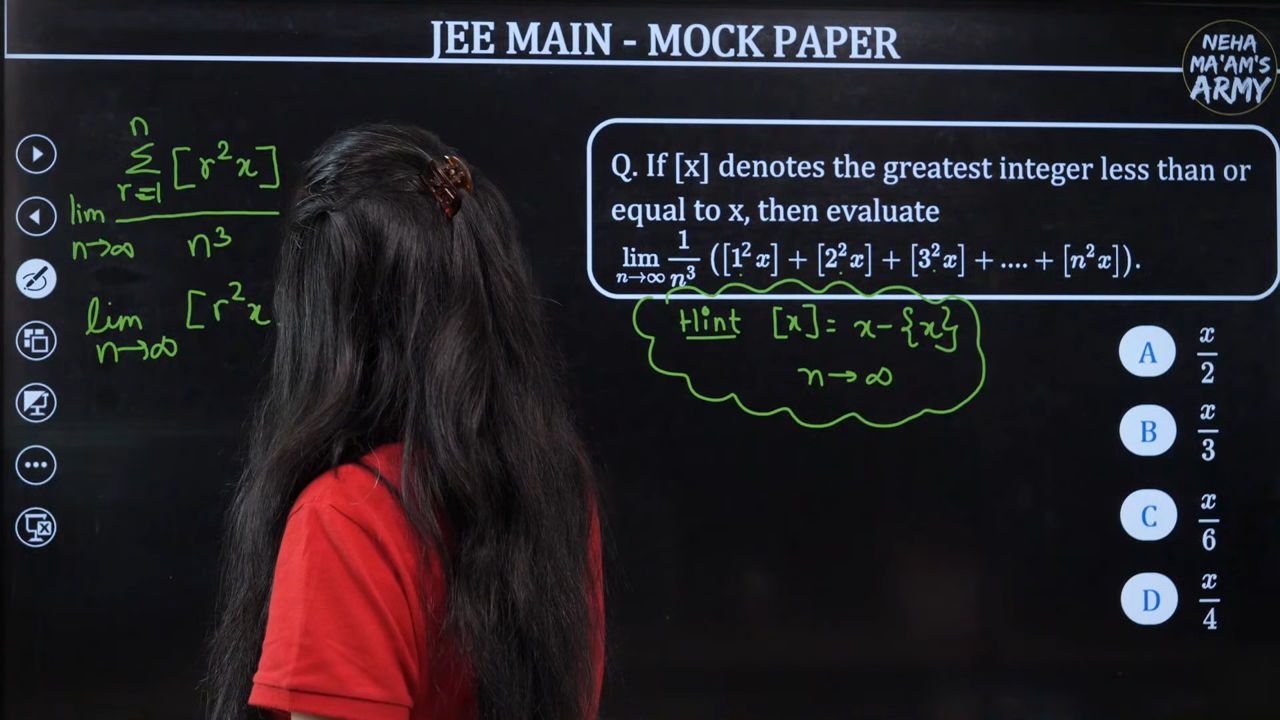 JEE MAIN - MOCK PAPER
NEHA
MA'AM'S
ARMY
n
Σ [r²x]
r=1
lim
n→∞ n³
lim [r²x
n→∞
Q. If [x] denotes the greatest integer less than or
equal to x, then evaluate
lim 1/n³ ([1²x] + [2²x] + [3²x] + .... + [n²x]).
n→∞
Hint [x] = x - {x}
n→∞
A x/2
B x/3
C x/6
D x/4